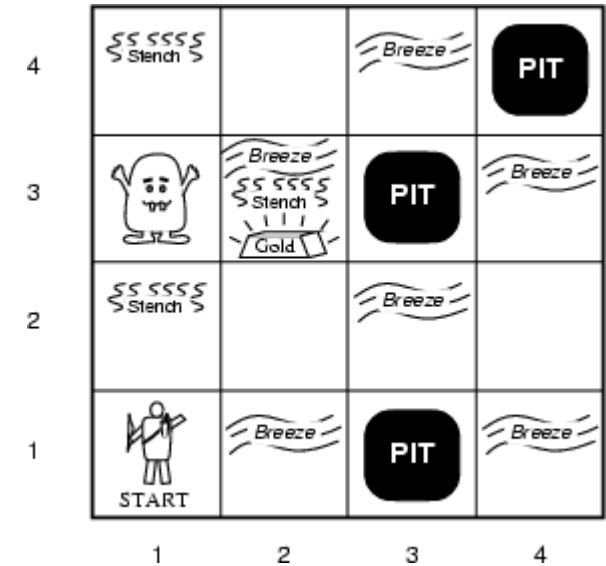 4
Stench
Breeze
PIT
3
Breeze
Stench
Gold
PIT
Breeze
2
Stench
Breeze
1
START
Breeze
PIT
Breeze
1 2 3 4